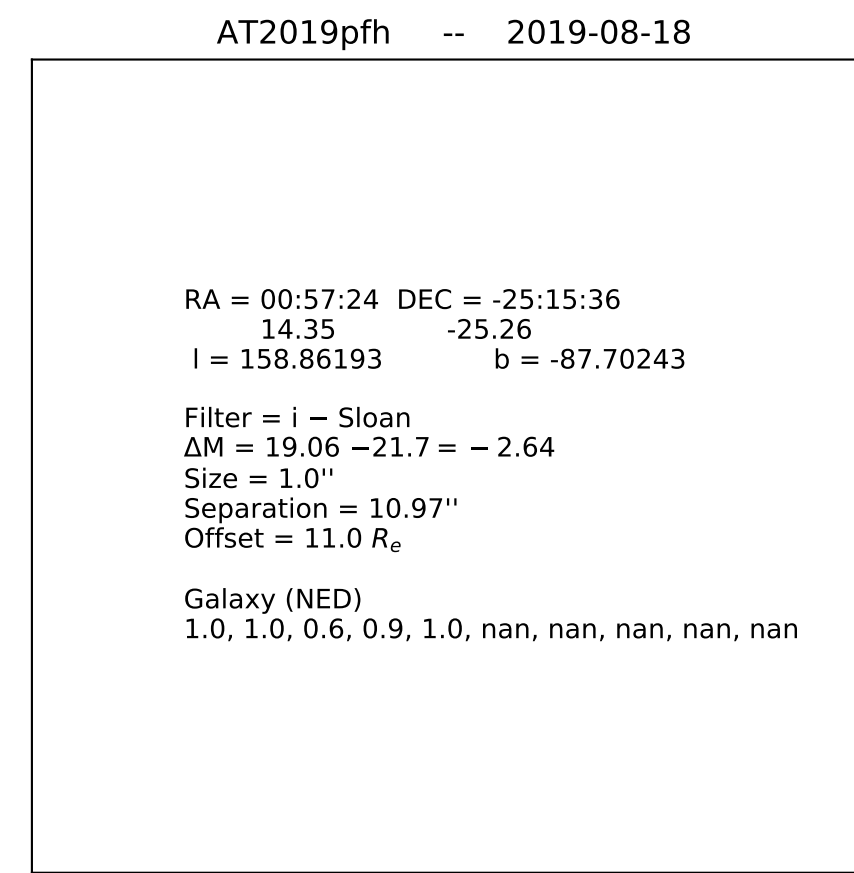 AT2019pfh -- 2019-08-18
RA = 00:57:24 DEC = -25:15:36
14.35 -25.26
l = 158.86193 b = -87.70243
Filter = i − Sloan
ΔM = 19.06 −21.7 = − 2.64
Size = 1.0''
Separation = 10.97''
Offset = 11.0 Re
Galaxy (NED)
1.0, 1.0, 0.6, 0.9, 1.0, nan, nan, nan, nan, nan